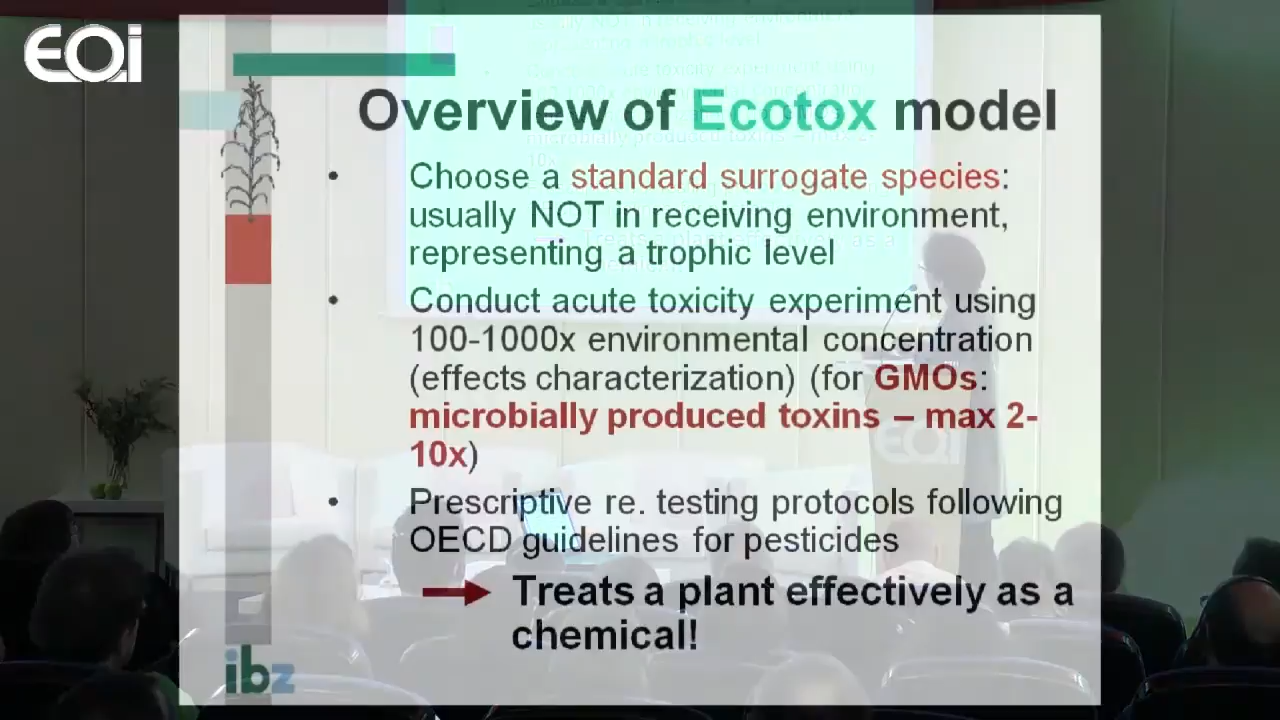 EOi
Overview of Ecotox model
• Choose a standard surrogate species:
usually NOT in receiving environment,
representing a trophic level
• Conduct acute toxicity experiment using
100-1000x environmental concentration
(effects characterization) (for GMOs:
microbially produced toxins – max 2-
10x)
EOi
• Prescriptive re. testing protocols following
OECD guidelines for pesticides
Treats a plant effectively as a
chemical!
ibz